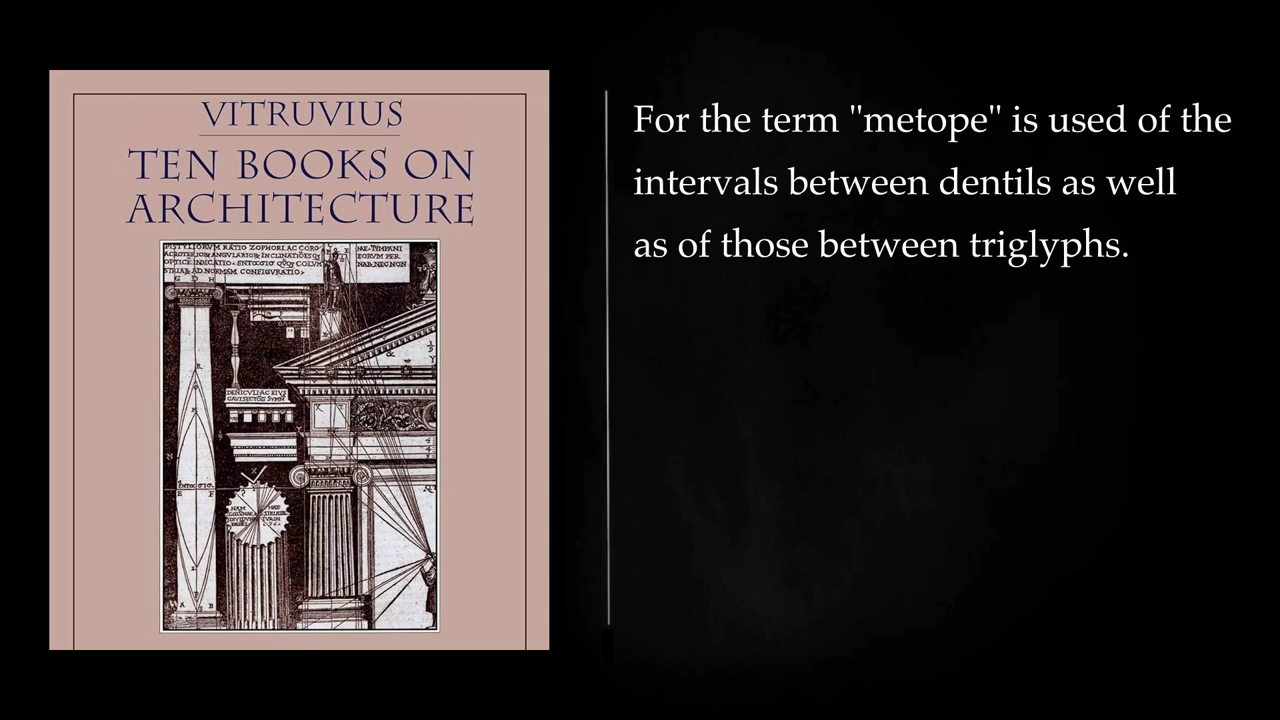 VITRUVIUS
TEN BOOKS ON
ARCHITECTURE
For the term "metope" is used of the
intervals between dentils as well
as of those between triglyphs.